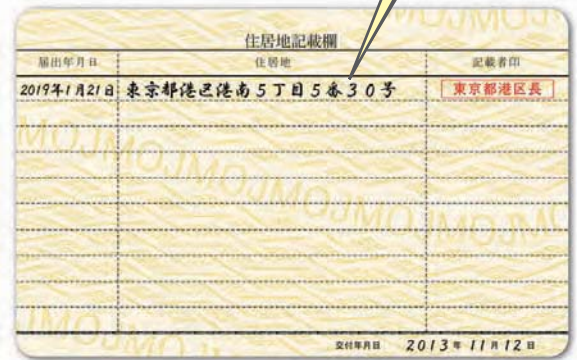 住居地記載欄
届出年月日 住居地 記載者印
2019年1月21日 東京都港区港南5丁目5番30号 東京都港区長
MOJMOJMOJMOJMOJMOJMO
交付年月日 2013年11月12日